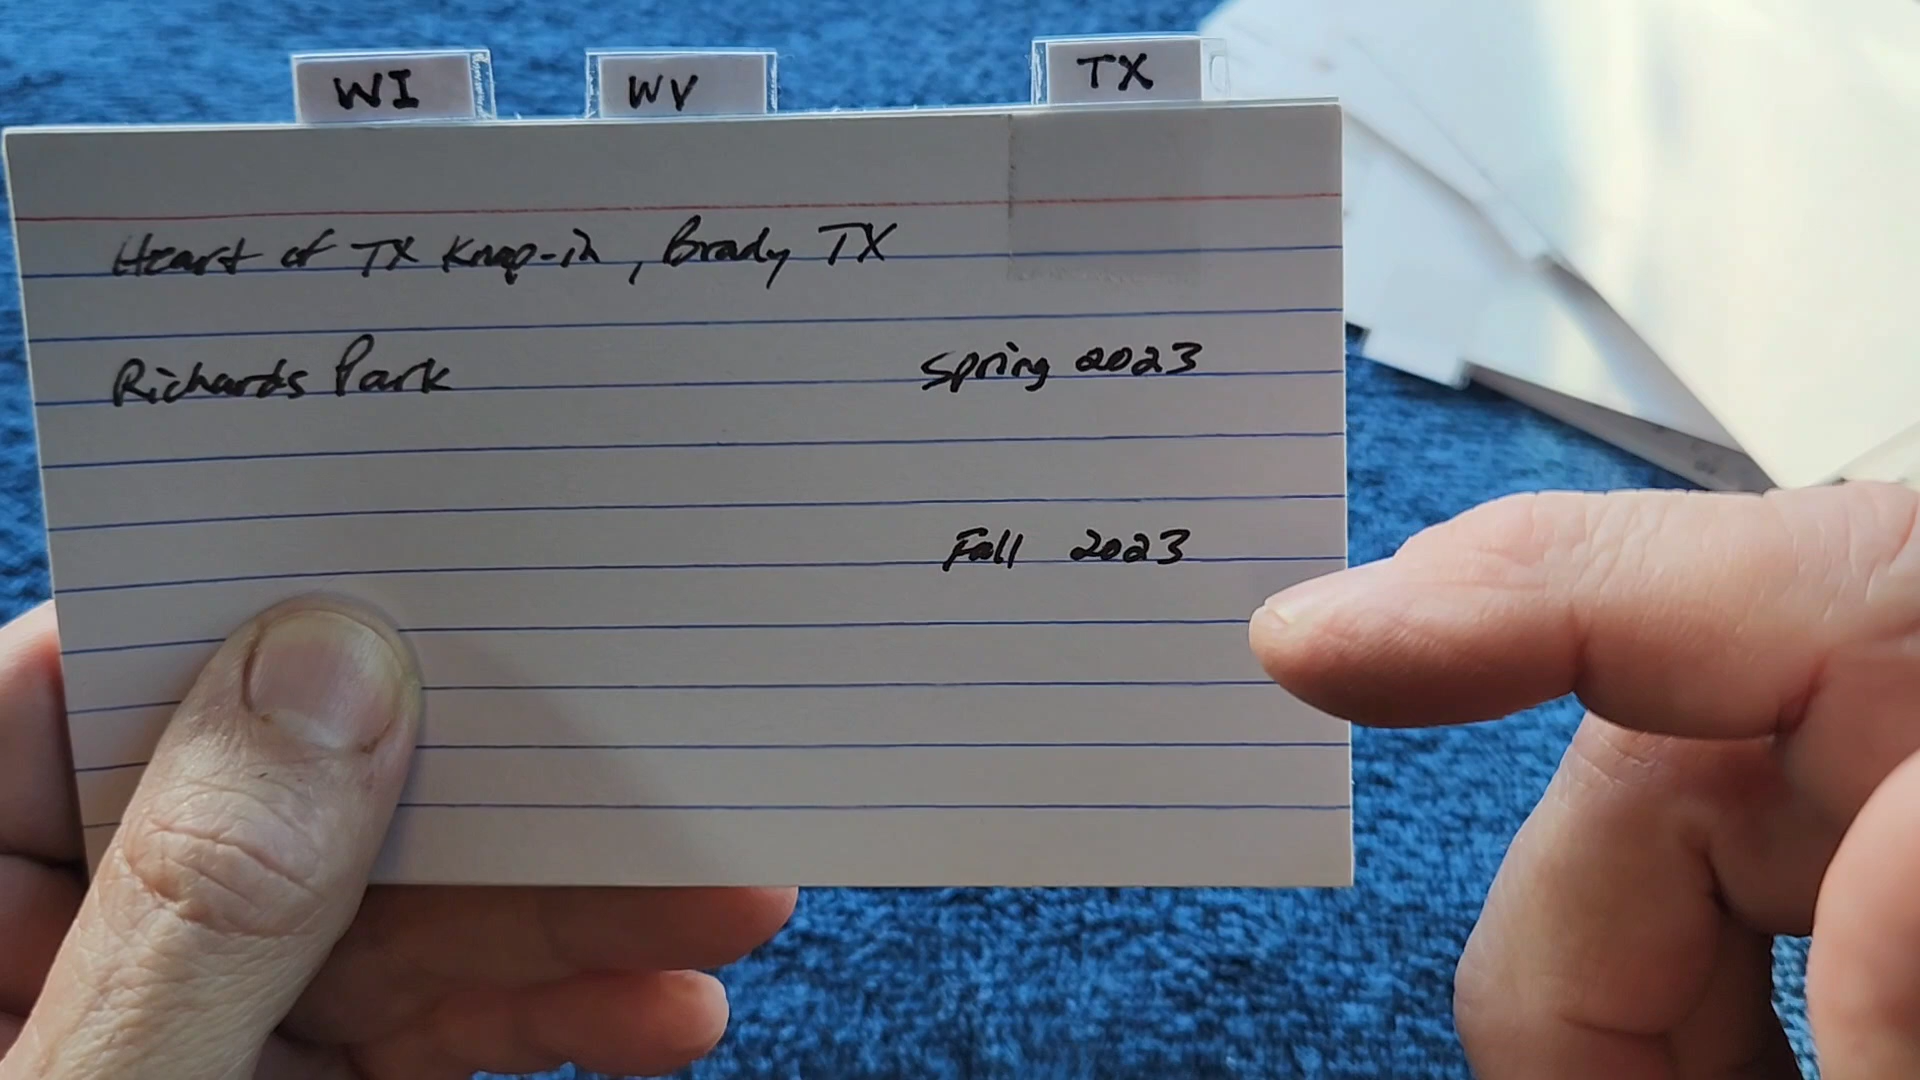 WI WV TX
Heart of TX Knap-in, Brady TX
Richards Park Spring 2023
Fall 2023